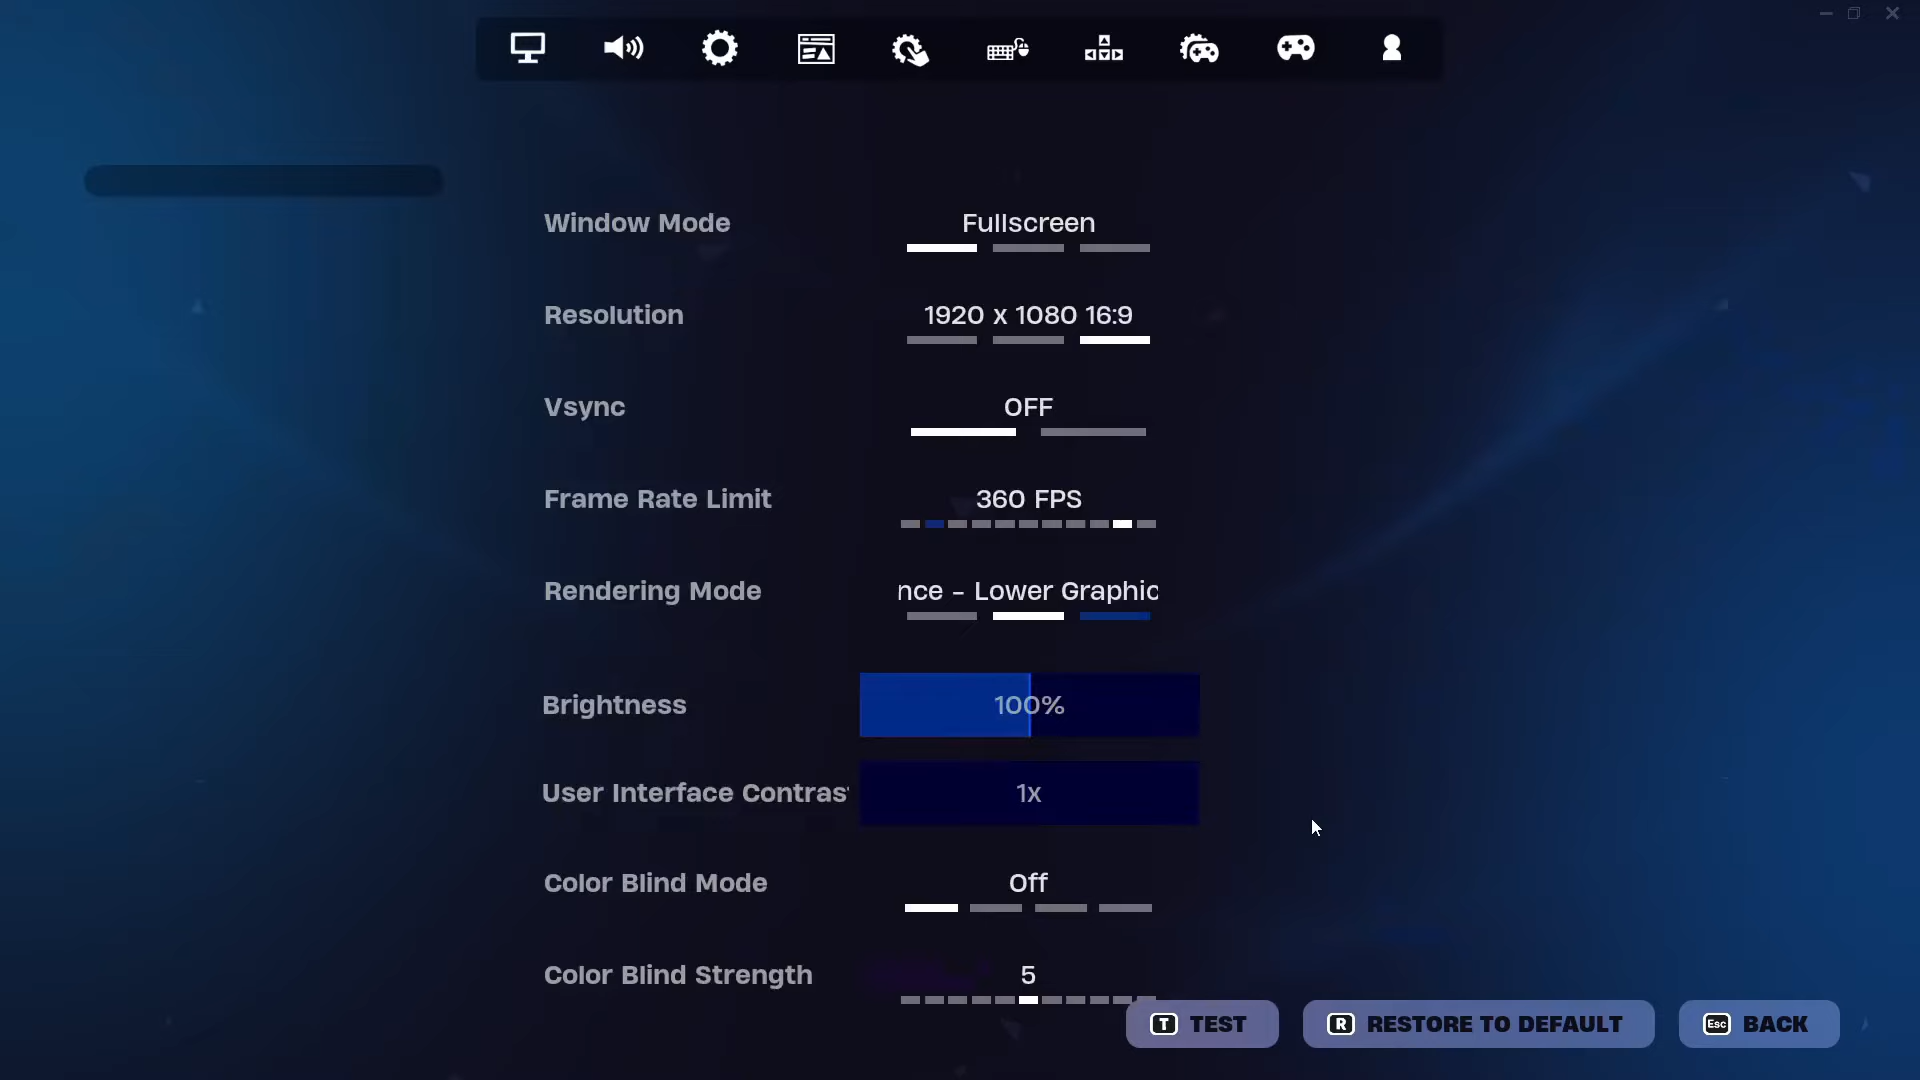 Window Mode
Fullscreen
Resolution
1920 x 1080 16:9
Vsync
OFF
Frame Rate Limit
360 FPS
Rendering Mode
nce - Lower Graphic
Brightness
100%
User Interface Contras
1x
Color Blind Mode
Off
Color Blind Strength
5
T TEST
R RESTORE TO DEFAULT
Esc BACK